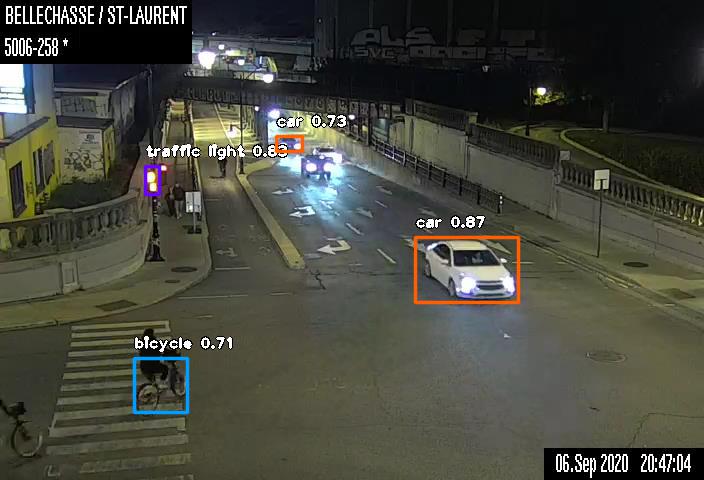 BELLECHASSE / ST-LAURENT
5006-258 *
car 0.73
traffic light 0.83
car 0.87
bicycle 0.71
06.Sep 2020 20:47:04